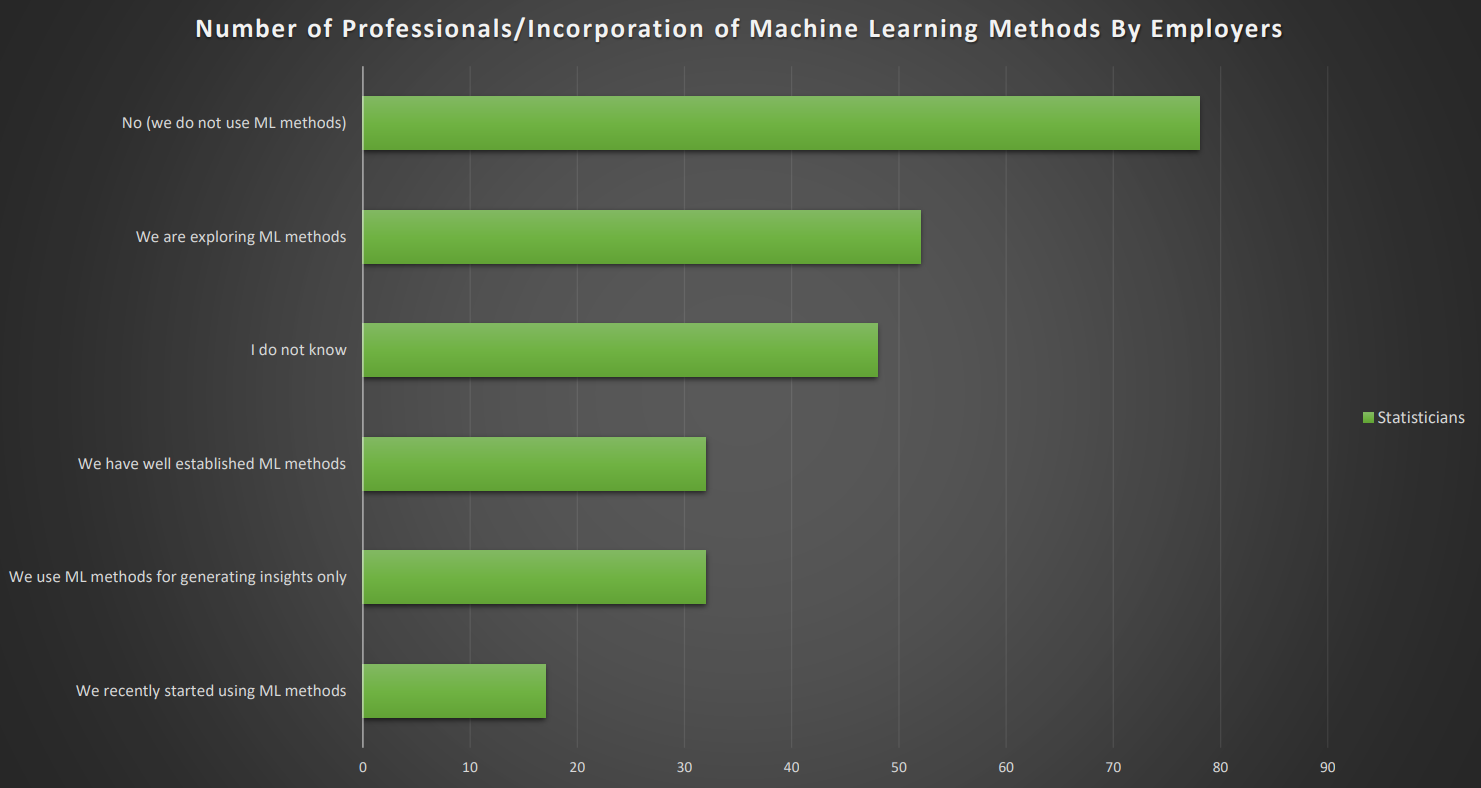 Number of Professionals/Incorporation of Machine Learning Methods By Employers
No (we do not use ML methods)
We are exploring ML methods
I do not know
We have well established ML methods
We use ML methods for generating insights only
We recently started using ML methods
0 10 20 30 40 50 60 70 80 90
Statisticians